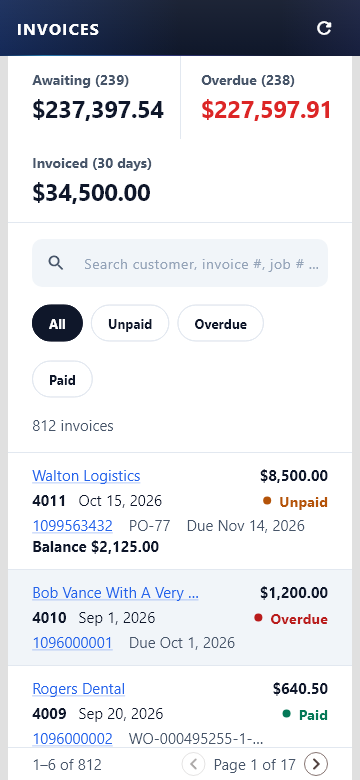 INVOICES
Awaiting (239)
$237,397.54
Overdue (238)
$227,597.91
Invoiced (30 days)
$34,500.00
Search customer, invoice #, job # ...
All Unpaid Overdue
Paid
812 invoices
Walton Logistics $8,500.00
4011 Oct 15, 2026 Unpaid
1099563432 PO-77 Due Nov 14, 2026
Balance $2,125.00
Bob Vance With A Very ... $1,200.00
4010 Sep 1, 2026 Overdue
1096000001 Due Oct 1, 2026
Rogers Dental $640.50
4009 Sep 20, 2026 Paid
1096000002 WO-000495255-1-...
1–6 of 812 Page 1 of 17